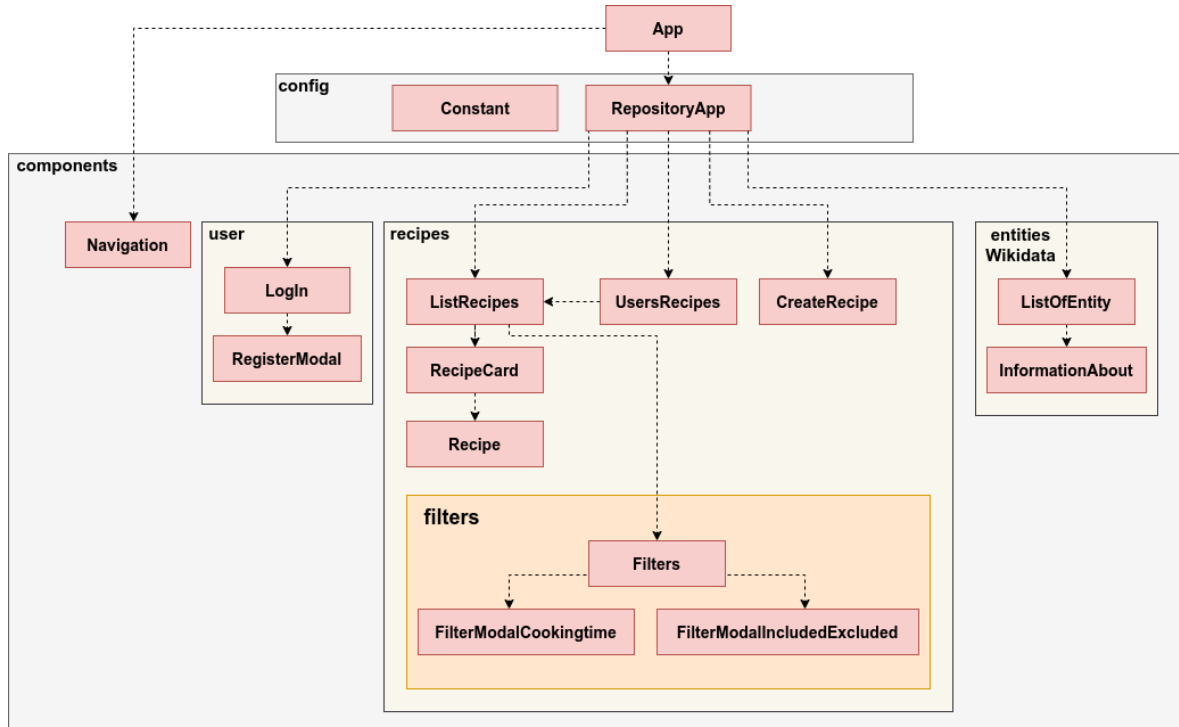 App
config
Constant
RepositoryApp
components
Navigation
user
LogIn
RegisterModal
recipes
ListRecipes
UsersRecipes
CreateRecipe
RecipeCard
Recipe
filters
Filters
FilterModalCookingtime
FilterModalIncludedExcluded
entities
Wikidata
ListOfEntity
InformationAbout